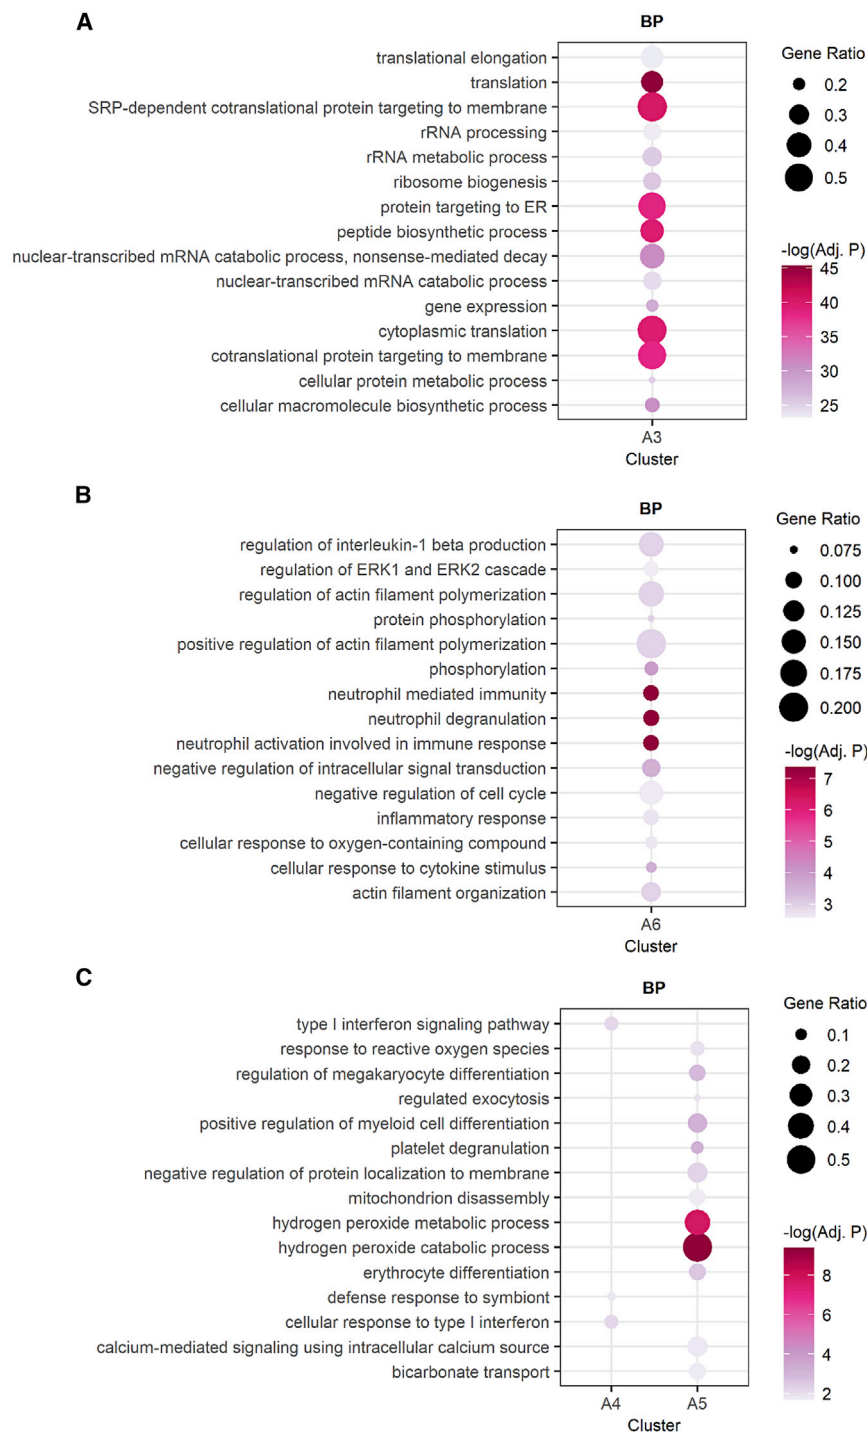 A
BP
translational elongation
translation
SRP-dependent cotranslational protein targeting to membrane
rRNA processing
rRNA metabolic process
ribosome biogenesis
protein targeting to ER
peptide biosynthetic process
nuclear-transcribed mRNA catabolic process, nonsense-mediated decay
nuclear-transcribed mRNA catabolic process
gene expression
cytoplasmic translation
cotranslational protein targeting to membrane
cellular protein metabolic process
cellular macromolecule biosynthetic process
A3
Cluster
Gene Ratio
0.2
0.3
0.4
0.5
-log(Adj. P)
45
40
35
30
25
B
BP
regulation of interleukin-1 beta production
regulation of ERK1 and ERK2 cascade
regulation of actin filament polymerization
protein phosphorylation
positive regulation of actin filament polymerization
phosphorylation
neutrophil mediated immunity
neutrophil degranulation
neutrophil activation involved in immune response
negative regulation of intracellular signal transduction
negative regulation of cell cycle
inflammatory response
cellular response to oxygen-containing compound
cellular response to cytokine stimulus
actin filament organization
A6
Cluster
Gene Ratio
0.075
0.100
0.125
0.150
0.175
0.200
-log(Adj. P)
7
6
5
4
3
C
BP
type I interferon signaling pathway
response to reactive oxygen species
regulation of megakaryocyte differentiation
regulated exocytosis
positive regulation of myeloid cell differentiation
platelet degranulation
negative regulation of protein localization to membrane
mitochondrion disassembly
hydrogen peroxide metabolic process
hydrogen peroxide catabolic process
erythrocyte differentiation
defense response to symbiont
cellular response to type I interferon
calcium-mediated signaling using intracellular calcium source
bicarbonate transport
A4 A5
Cluster
Gene Ratio
0.1
0.2
0.3
0.4
0.5
-log(Adj. P)
8
6
4
2